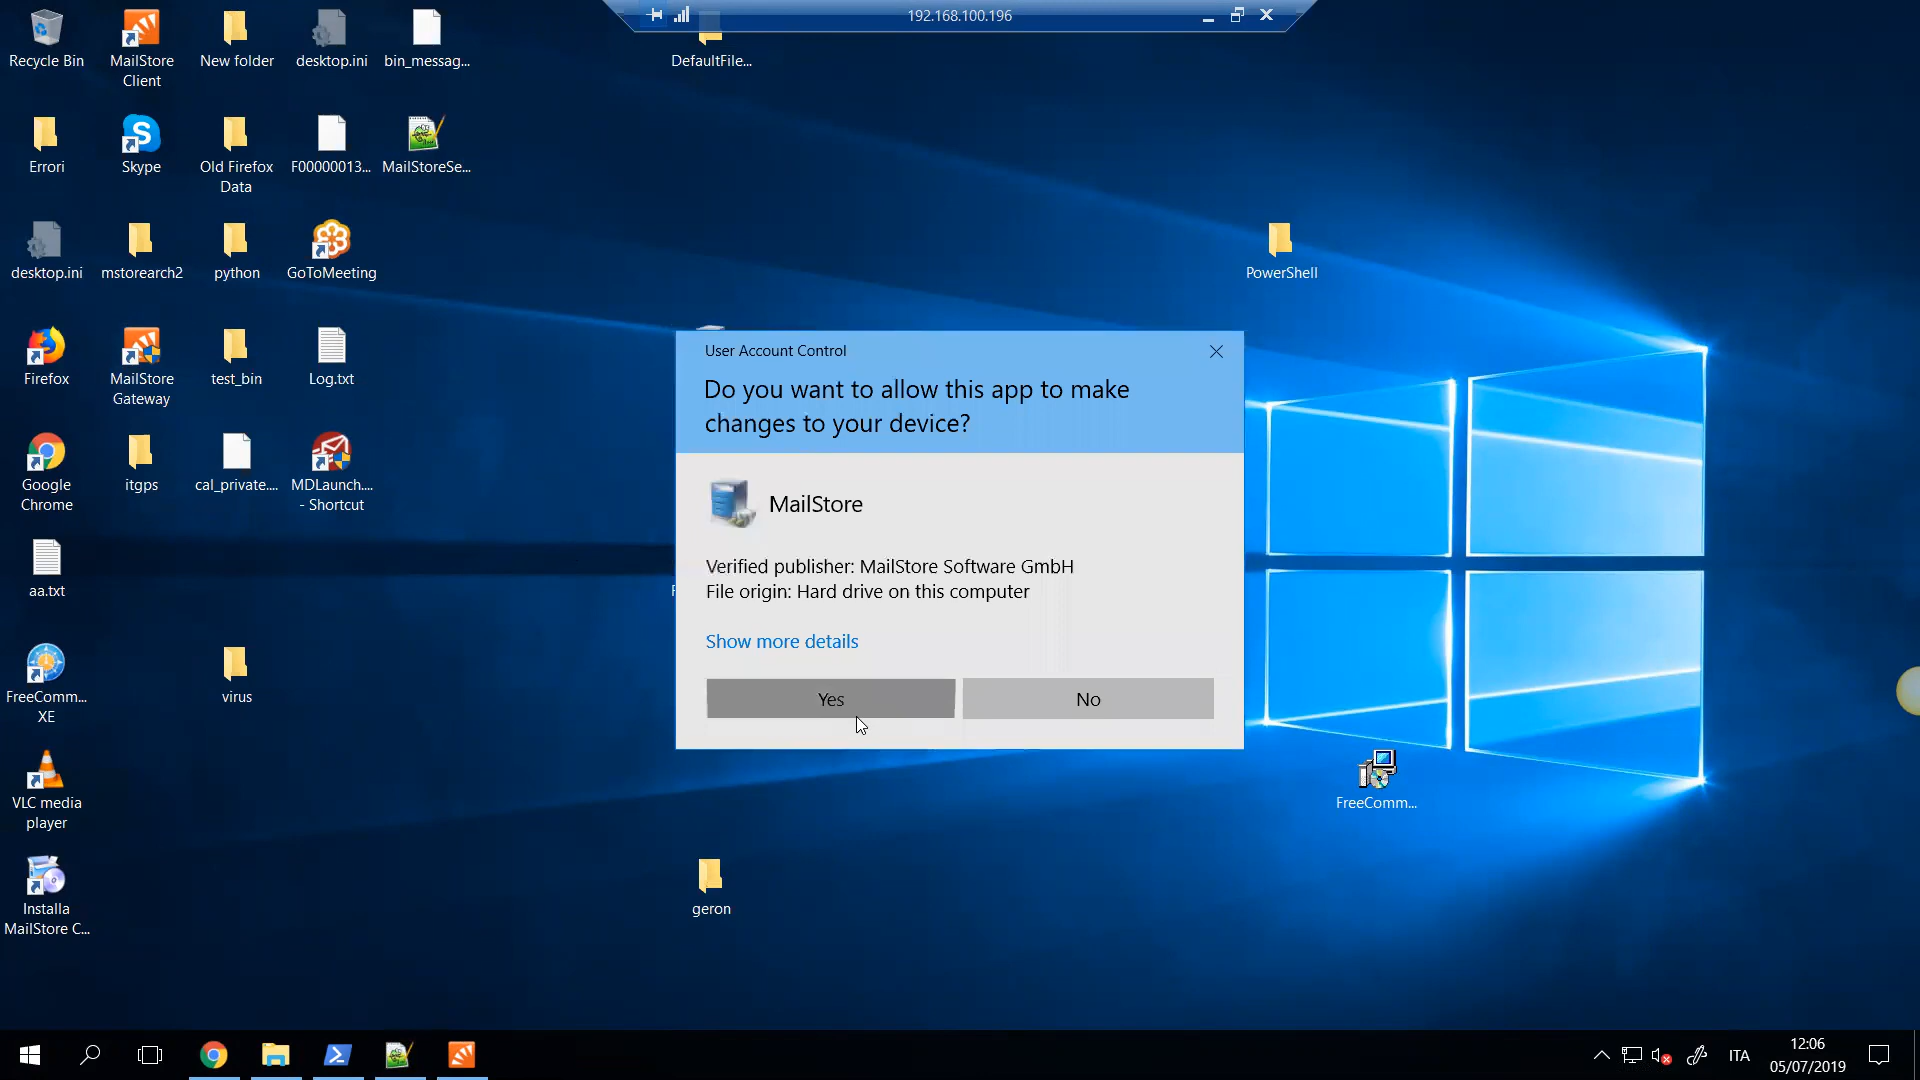 192.168.100.196
Recycle Bin
MailStore
Client
New folder
desktop.ini
bin_messag...
DefaultFile...
Errori
Skype
Old Firefox
Data
F00000013...
MailStoreSe...
desktop.ini
mstorearch2
python
GoToMeeting
PowerShell
Firefox
MailStore
Gateway
test_bin
Log.txt
Google
Chrome
itgps
cal_private....
MDLaunch....
- Shortcut
aa.txt
FreeComm...
XE
virus
VLC media
player
Installa
MailStore C...
geron
FreeComm...
User Account Control
Do you want to allow this app to make
changes to your device?
MailStore
Verified publisher: MailStore Software GmbH
File origin: Hard drive on this computer
Show more details
Yes
No
ITA
12:06
05/07/2019